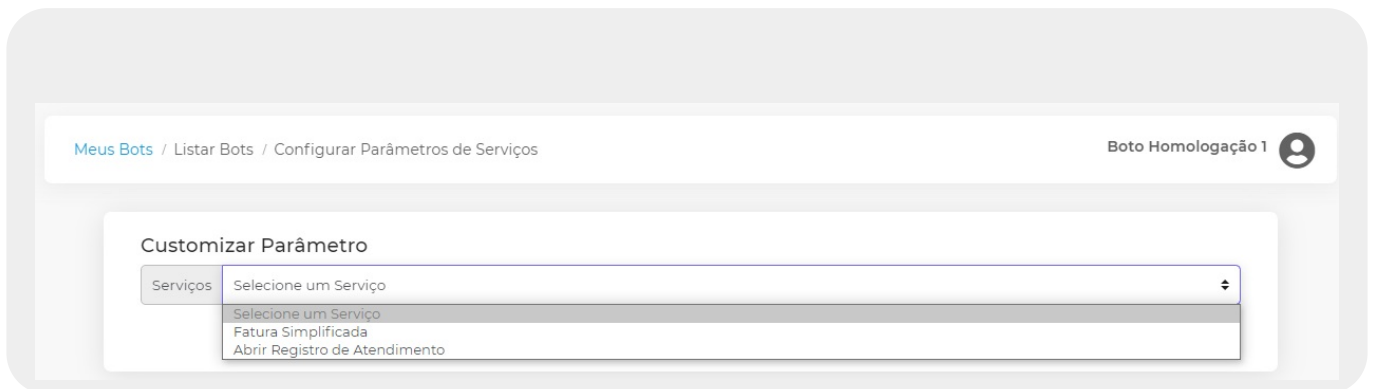 Meus Bots / Listar Bots / Configurar Parâmetros de Serviços
Boto Homologação 1
Customizar Parâmetro
Serviços Selecione um Serviço
Selecione um Serviço
Fatura Simplificada
Abrir Registro de Atendimento